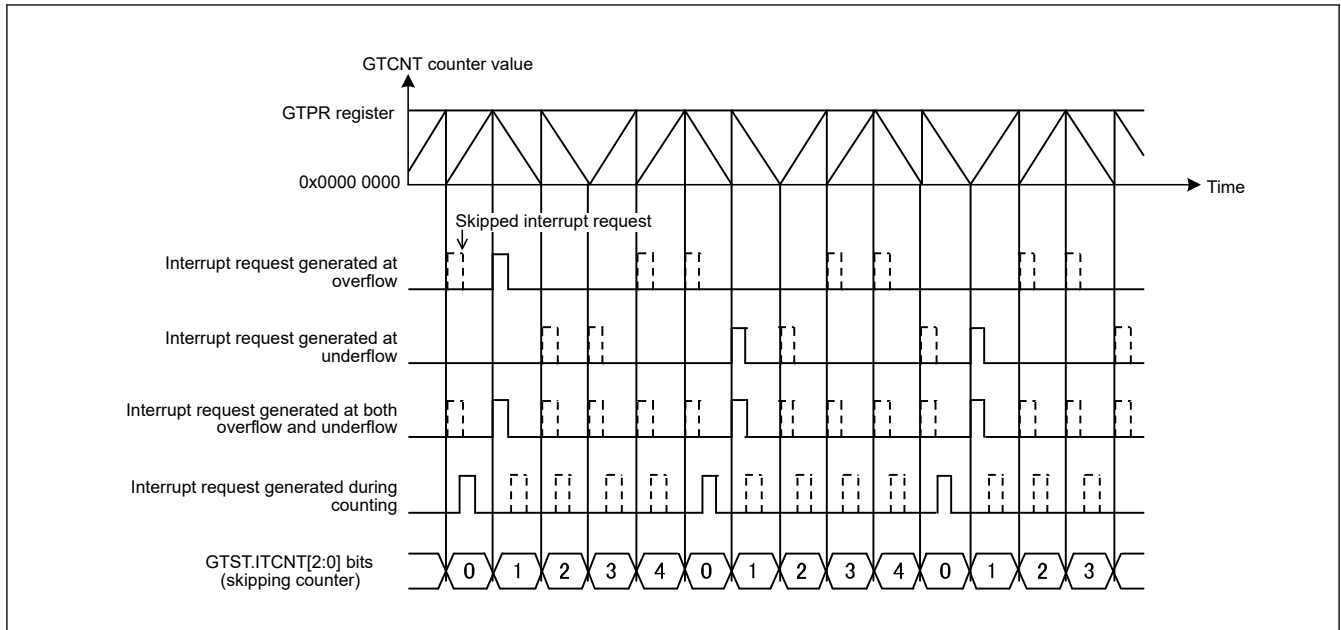 GTCNT counter value
GTPR register
0x0000 0000
Time
Skipped interrupt request
Interrupt request generated at
overflow
Interrupt request generated at
underflow
Interrupt request generated at both
overflow and underflow
Interrupt request generated during
counting
GTST.ITCNT[2:0] bits
(skipping counter)
0 1 2 3 4 0 1 2 3 4 0 1 2 3